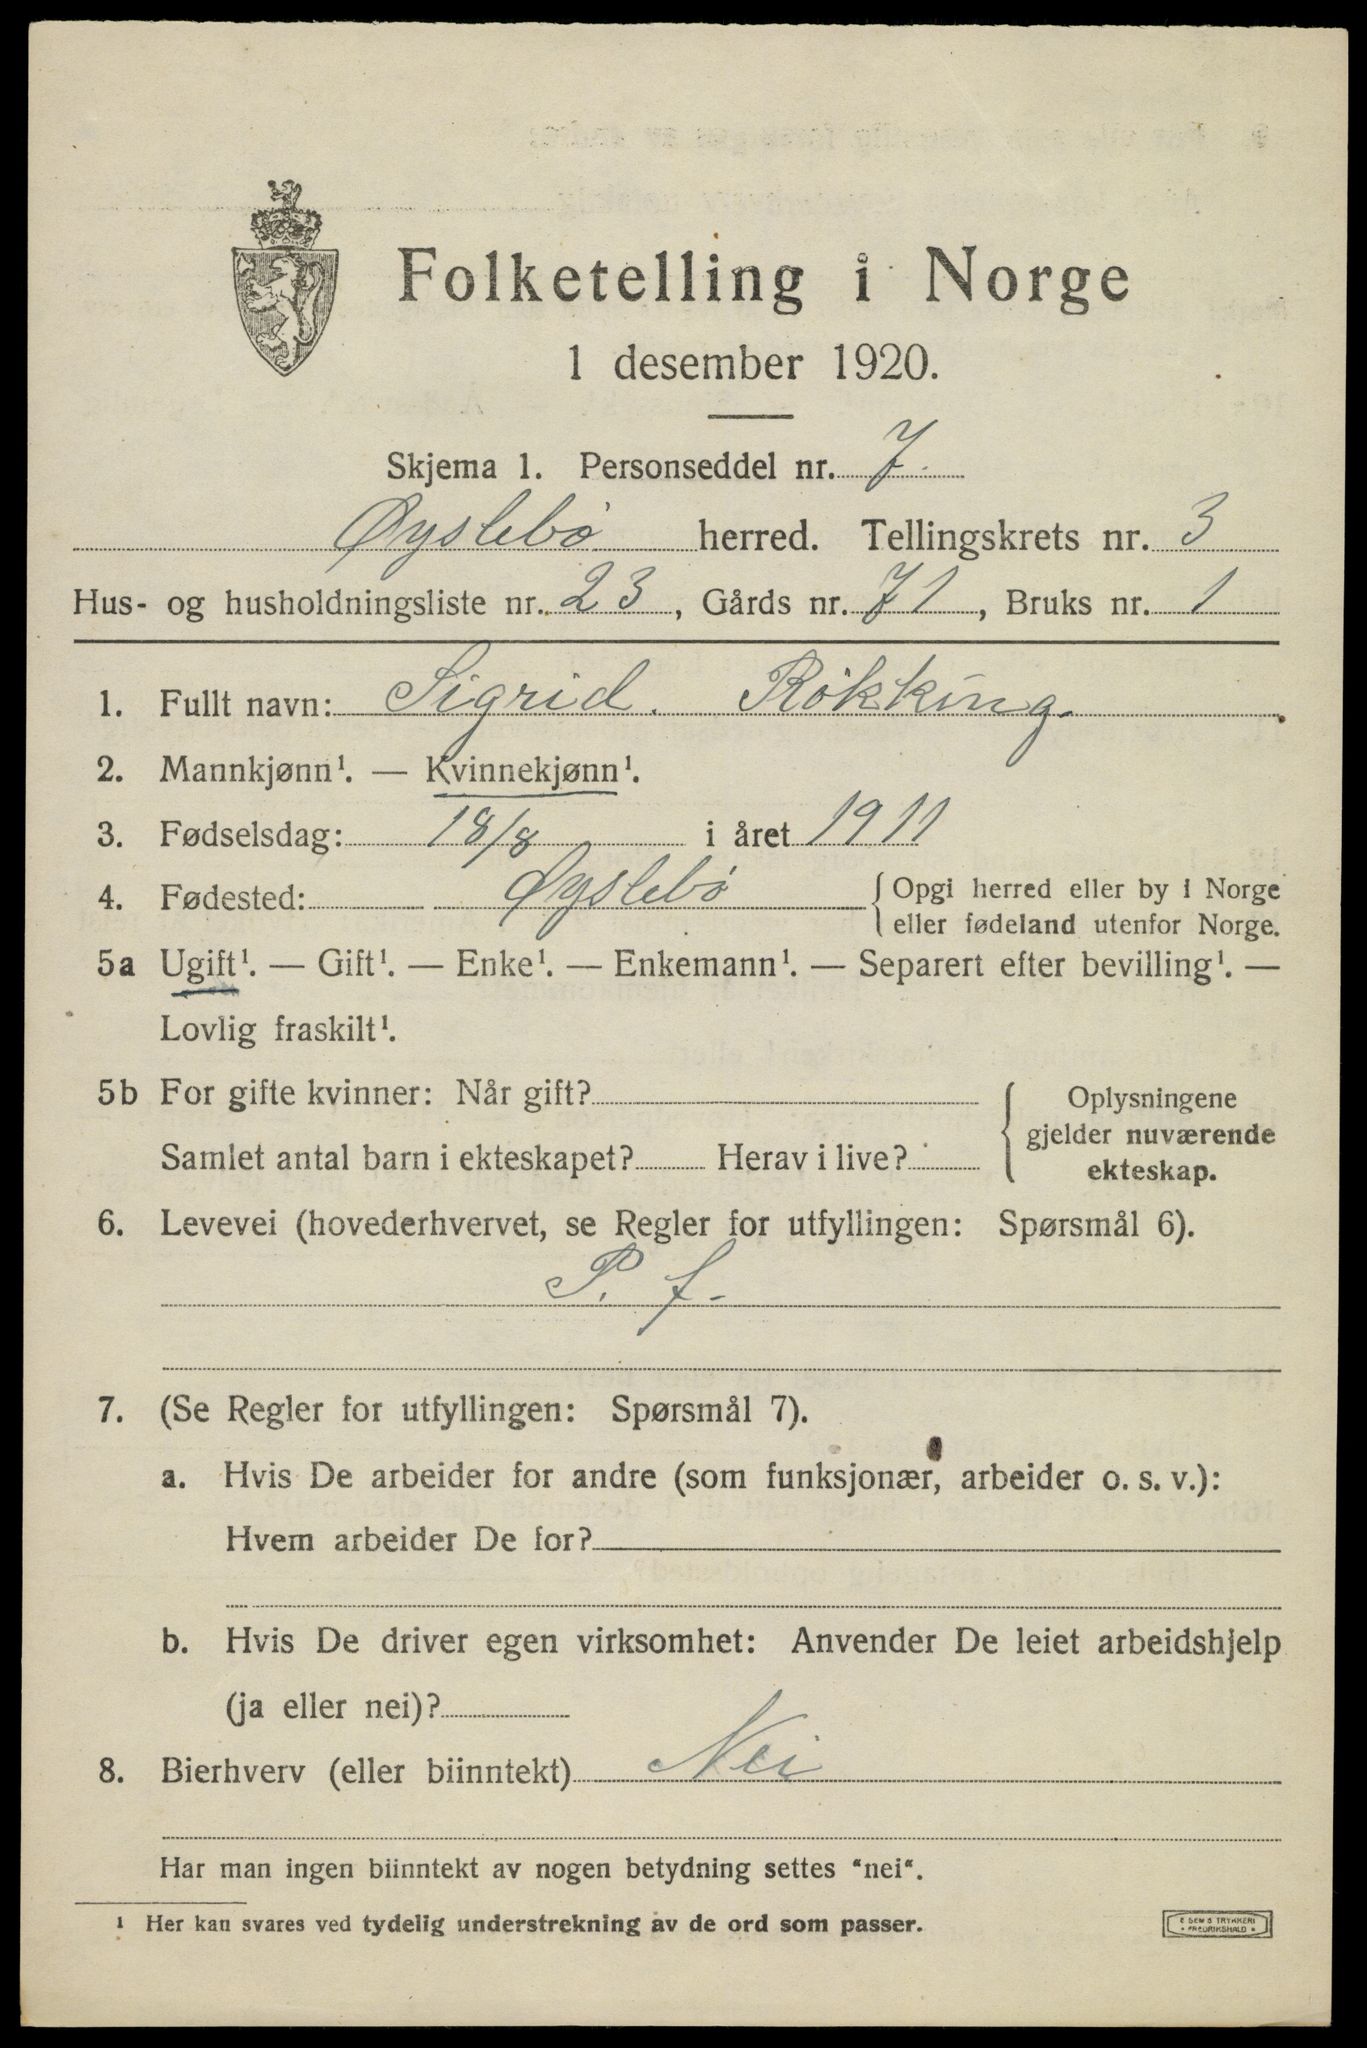 Folketelling i Norge
1 desember 1920.
Skjema 1. Personseddel nr. 7.
Øyslebö herred. Tellingskrets nr. 3
Hus- og husholdningsliste nr. 23, Gårds nr. 71, Bruks nr. 1
1. Fullt navn: Sigrid. Rökking.
2. Mannkjønn¹. — Kvinnekjønn¹.
3. Fødselsdag: 18/8 i året 1911
4. Fødested: Øyslebö { Opgi herred eller by i Norge
eller fødeland utenfor Norge.
5a Ugift¹. — Gift¹. — Enke¹. — Enkemann¹. — Separert efter bevilling¹. —
Lovlig fraskilt¹.
5b For gifte kvinner: Når gift?
Samlet antal barn i ekteskapet? Herav i live?
{ Oplysningene
gjelder nuværende
ekteskap.
6. Levevei (hovederhvervet, se Regler for utfyllingen: Spørsmål 6).
P. f.
7. (Se Regler for utfyllingen: Spørsmål 7).
a. Hvis De arbeider for andre (som funksjonær, arbeider o. s. v.):
Hvem arbeider De for?
b. Hvis De driver egen virksomhet: Anvender De leiet arbeidshjelp
(ja eller nei)?
8. Bierhverv (eller biinntekt) Nei
Har man ingen biinntekt av nogen betydning settes "nei".
¹ Her kan svares ved tydelig understrekning av de ord som passer.
E SEM'S TRYKKERI
• FREDRIKSHALD •